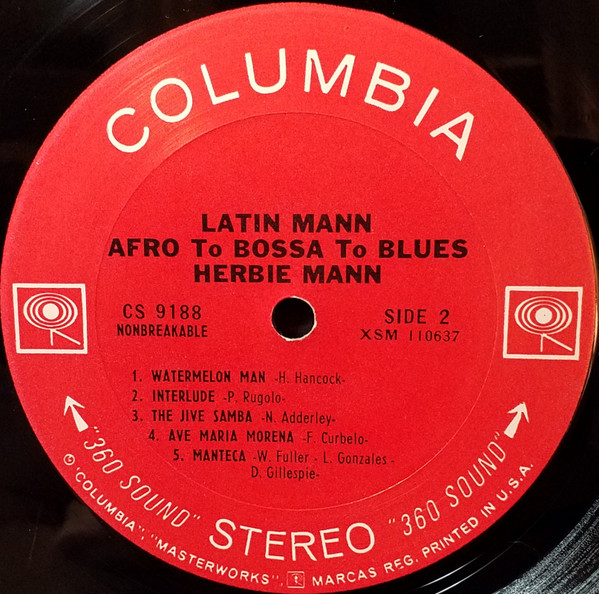 COLUMBIA
LATIN MANN
AFRO To BOSSA To BLUES
HERBIE MANN
CS 9188
NONBREAKABLE
SIDE 2
XSM 110637
1. WATERMELON MAN -H. Hancock-
2. INTERLUDE -P. Rugolo-
3. THE JIVE SAMBA -N. Adderley-
4. AVE MARIA MORENA -F. Curbelo-
5. MANTECA -W. Fuller - L. Gonzales -
D. Gillespie-
"360 SOUND" STEREO "360 SOUND"
© "COLUMBIA", "MASTERWORKS", MARCAS REG. PRINTED IN U.S.A.